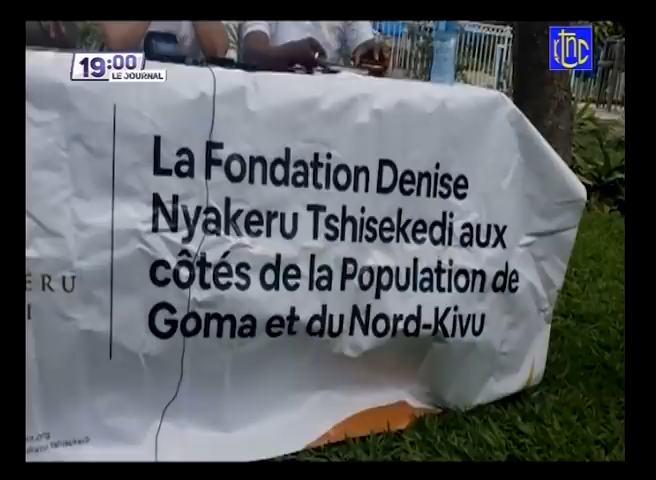 19:00
LE JOURNAL
rtnc
La Fondation Denise
Nyakeru Tshisekedi aux
côtés de la Population de
Goma et du Nord-Kivu
ERU
I